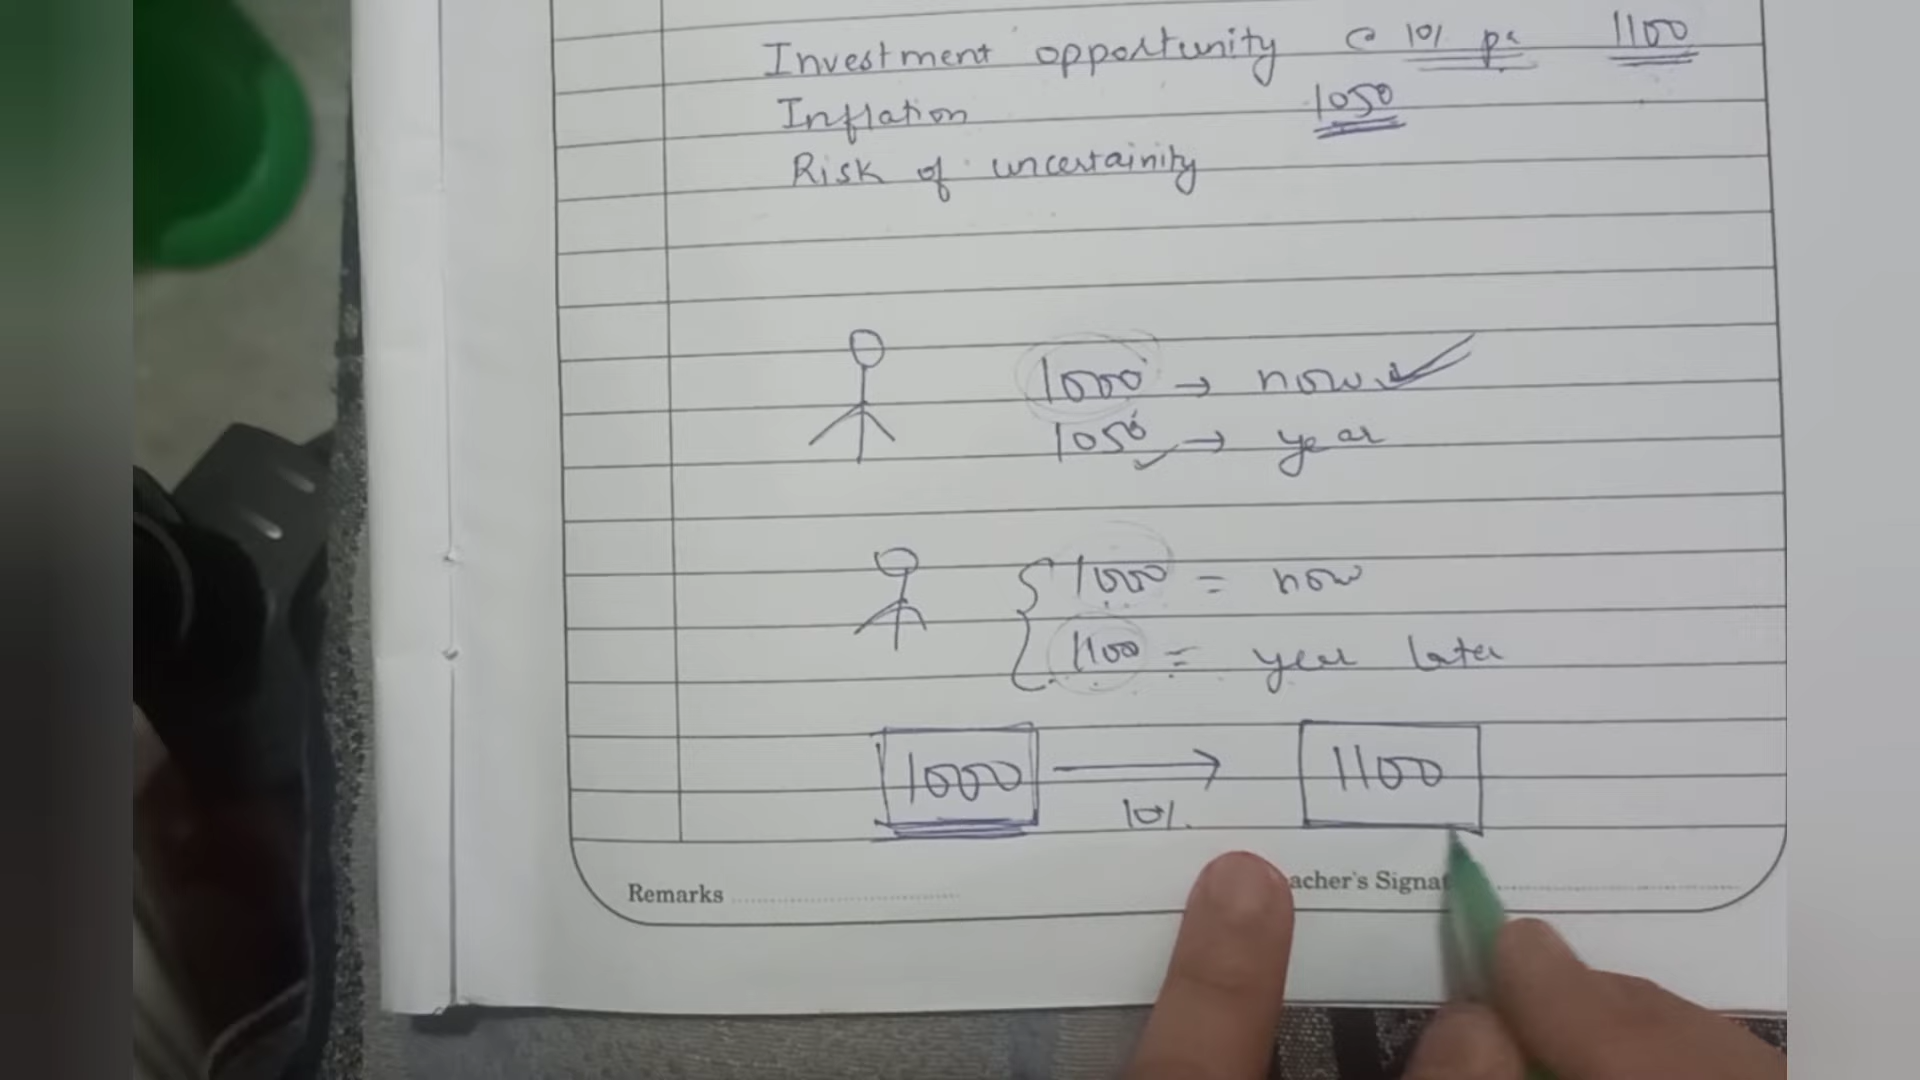 Investment opportunity @ 10% pa 1100
Inflation 1050
Risk of uncertainity
1000 → now ✓
1050 → year
1000 = now
1100 = year later
1000 → 1100
10%
Remarks
acher's Signat